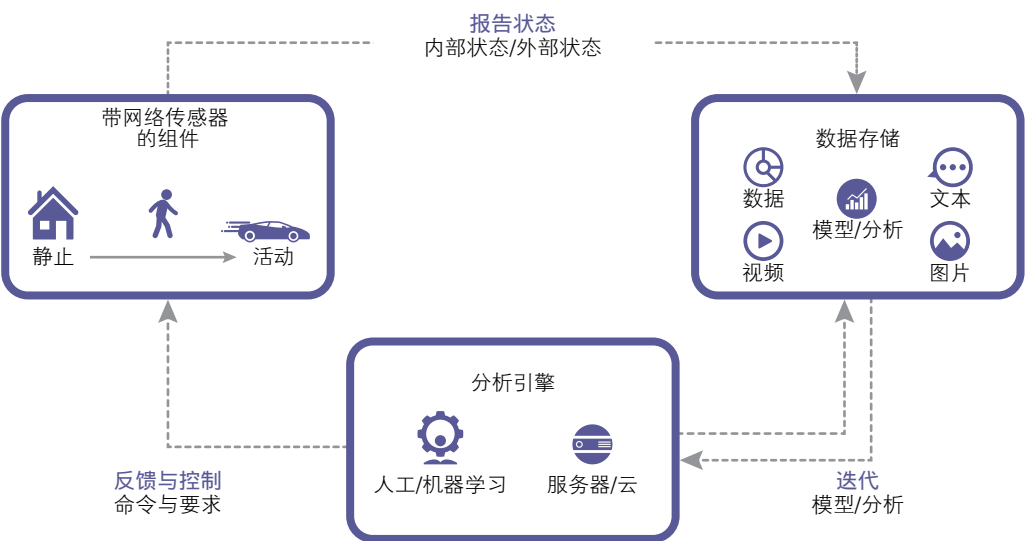 报告状态
内部状态/外部状态
带网络传感器
的组件
静止
活动
数据存储
数据
文本
模型/分析
视频
图片
分析引擎
人工/机器学习
服务器/云
反馈与控制
命令与要求
迭代
模型/分析